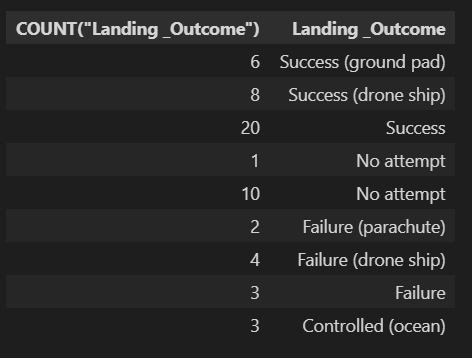 COUNT("Landing _Outcome") Landing _Outcome
6 Success (ground pad)
8 Success (drone ship)
20 Success
1 No attempt
10 No attempt
2 Failure (parachute)
4 Failure (drone ship)
3 Failure
3 Controlled (ocean)